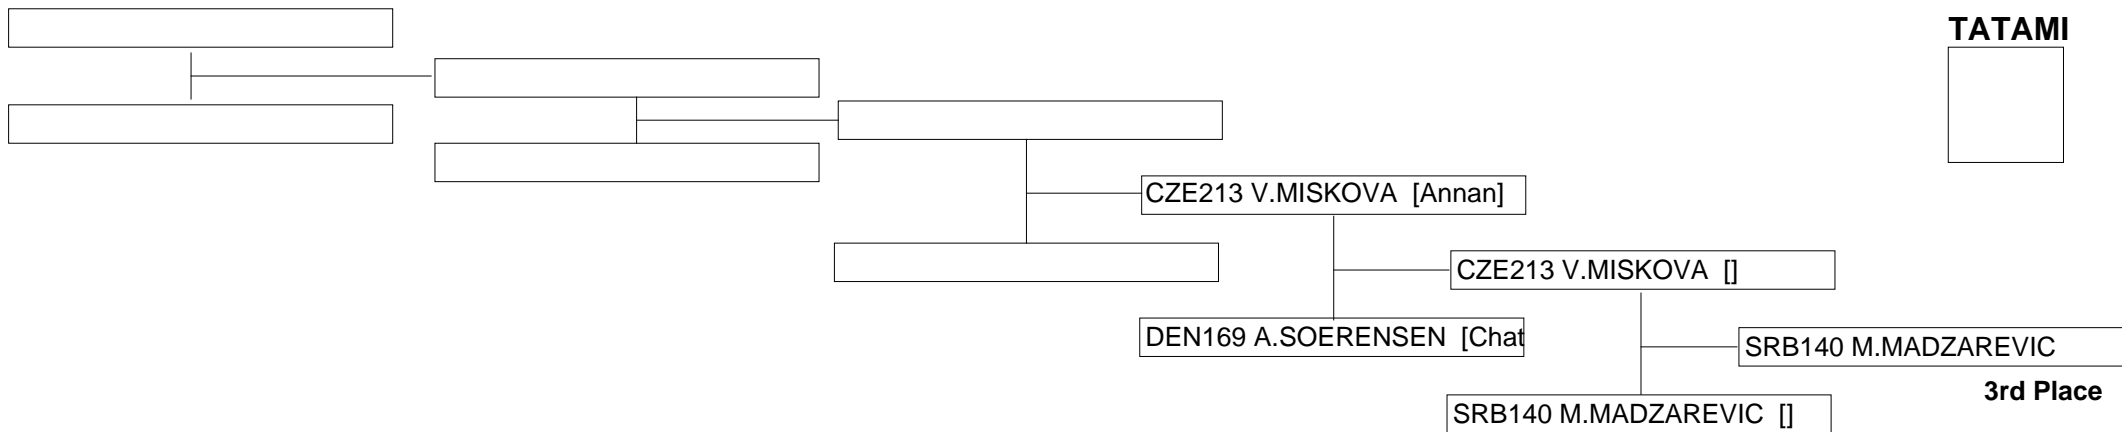 TATAMI
CZE213 V.MISKOVA [Annan]
CZE213 V.MISKOVA []
DEN169 A.SOERENSEN [Chat
SRB140 M.MADZAREVIC
3rd Place
SRB140 M.MADZAREVIC []